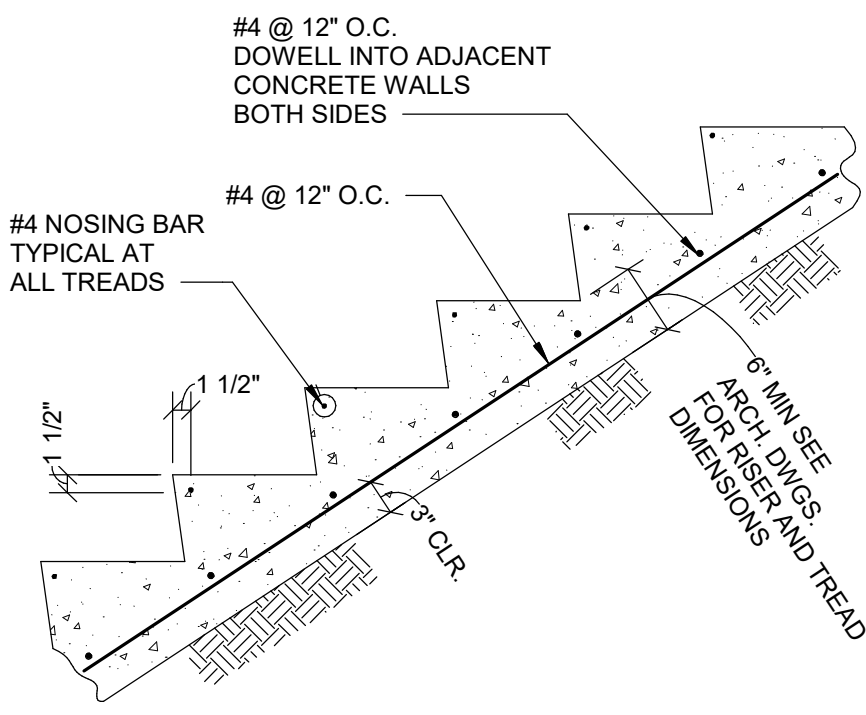 #4 @ 12" O.C.
DOWELL INTO ADJACENT
CONCRETE WALLS
BOTH SIDES
#4 @ 12" O.C.
#4 NOSING BAR
TYPICAL AT
ALL TREADS
1 1/2"
1 1/2"
3" CLR.
6" MIN SEE
ARCH. DWGS.
FOR RISER AND TREAD
DIMENSIONS